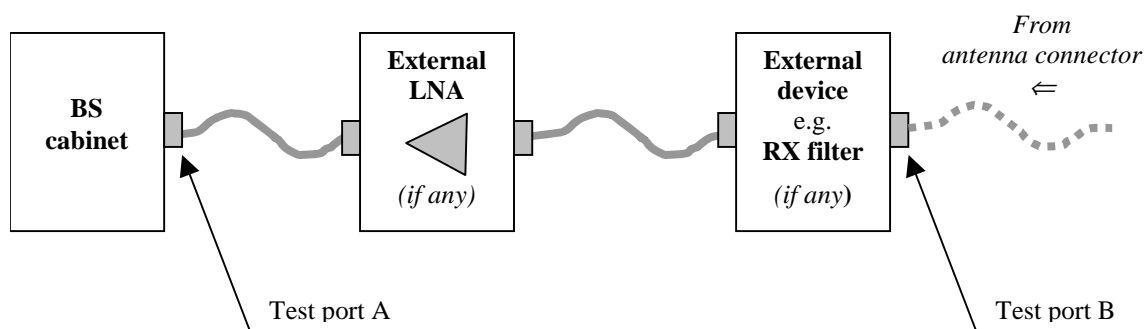 BS
cabinet
External
LNA
(if any)
External
device
e.g.
RX filter
(if any)
From
antenna connector
⇐
Test port A
Test port B